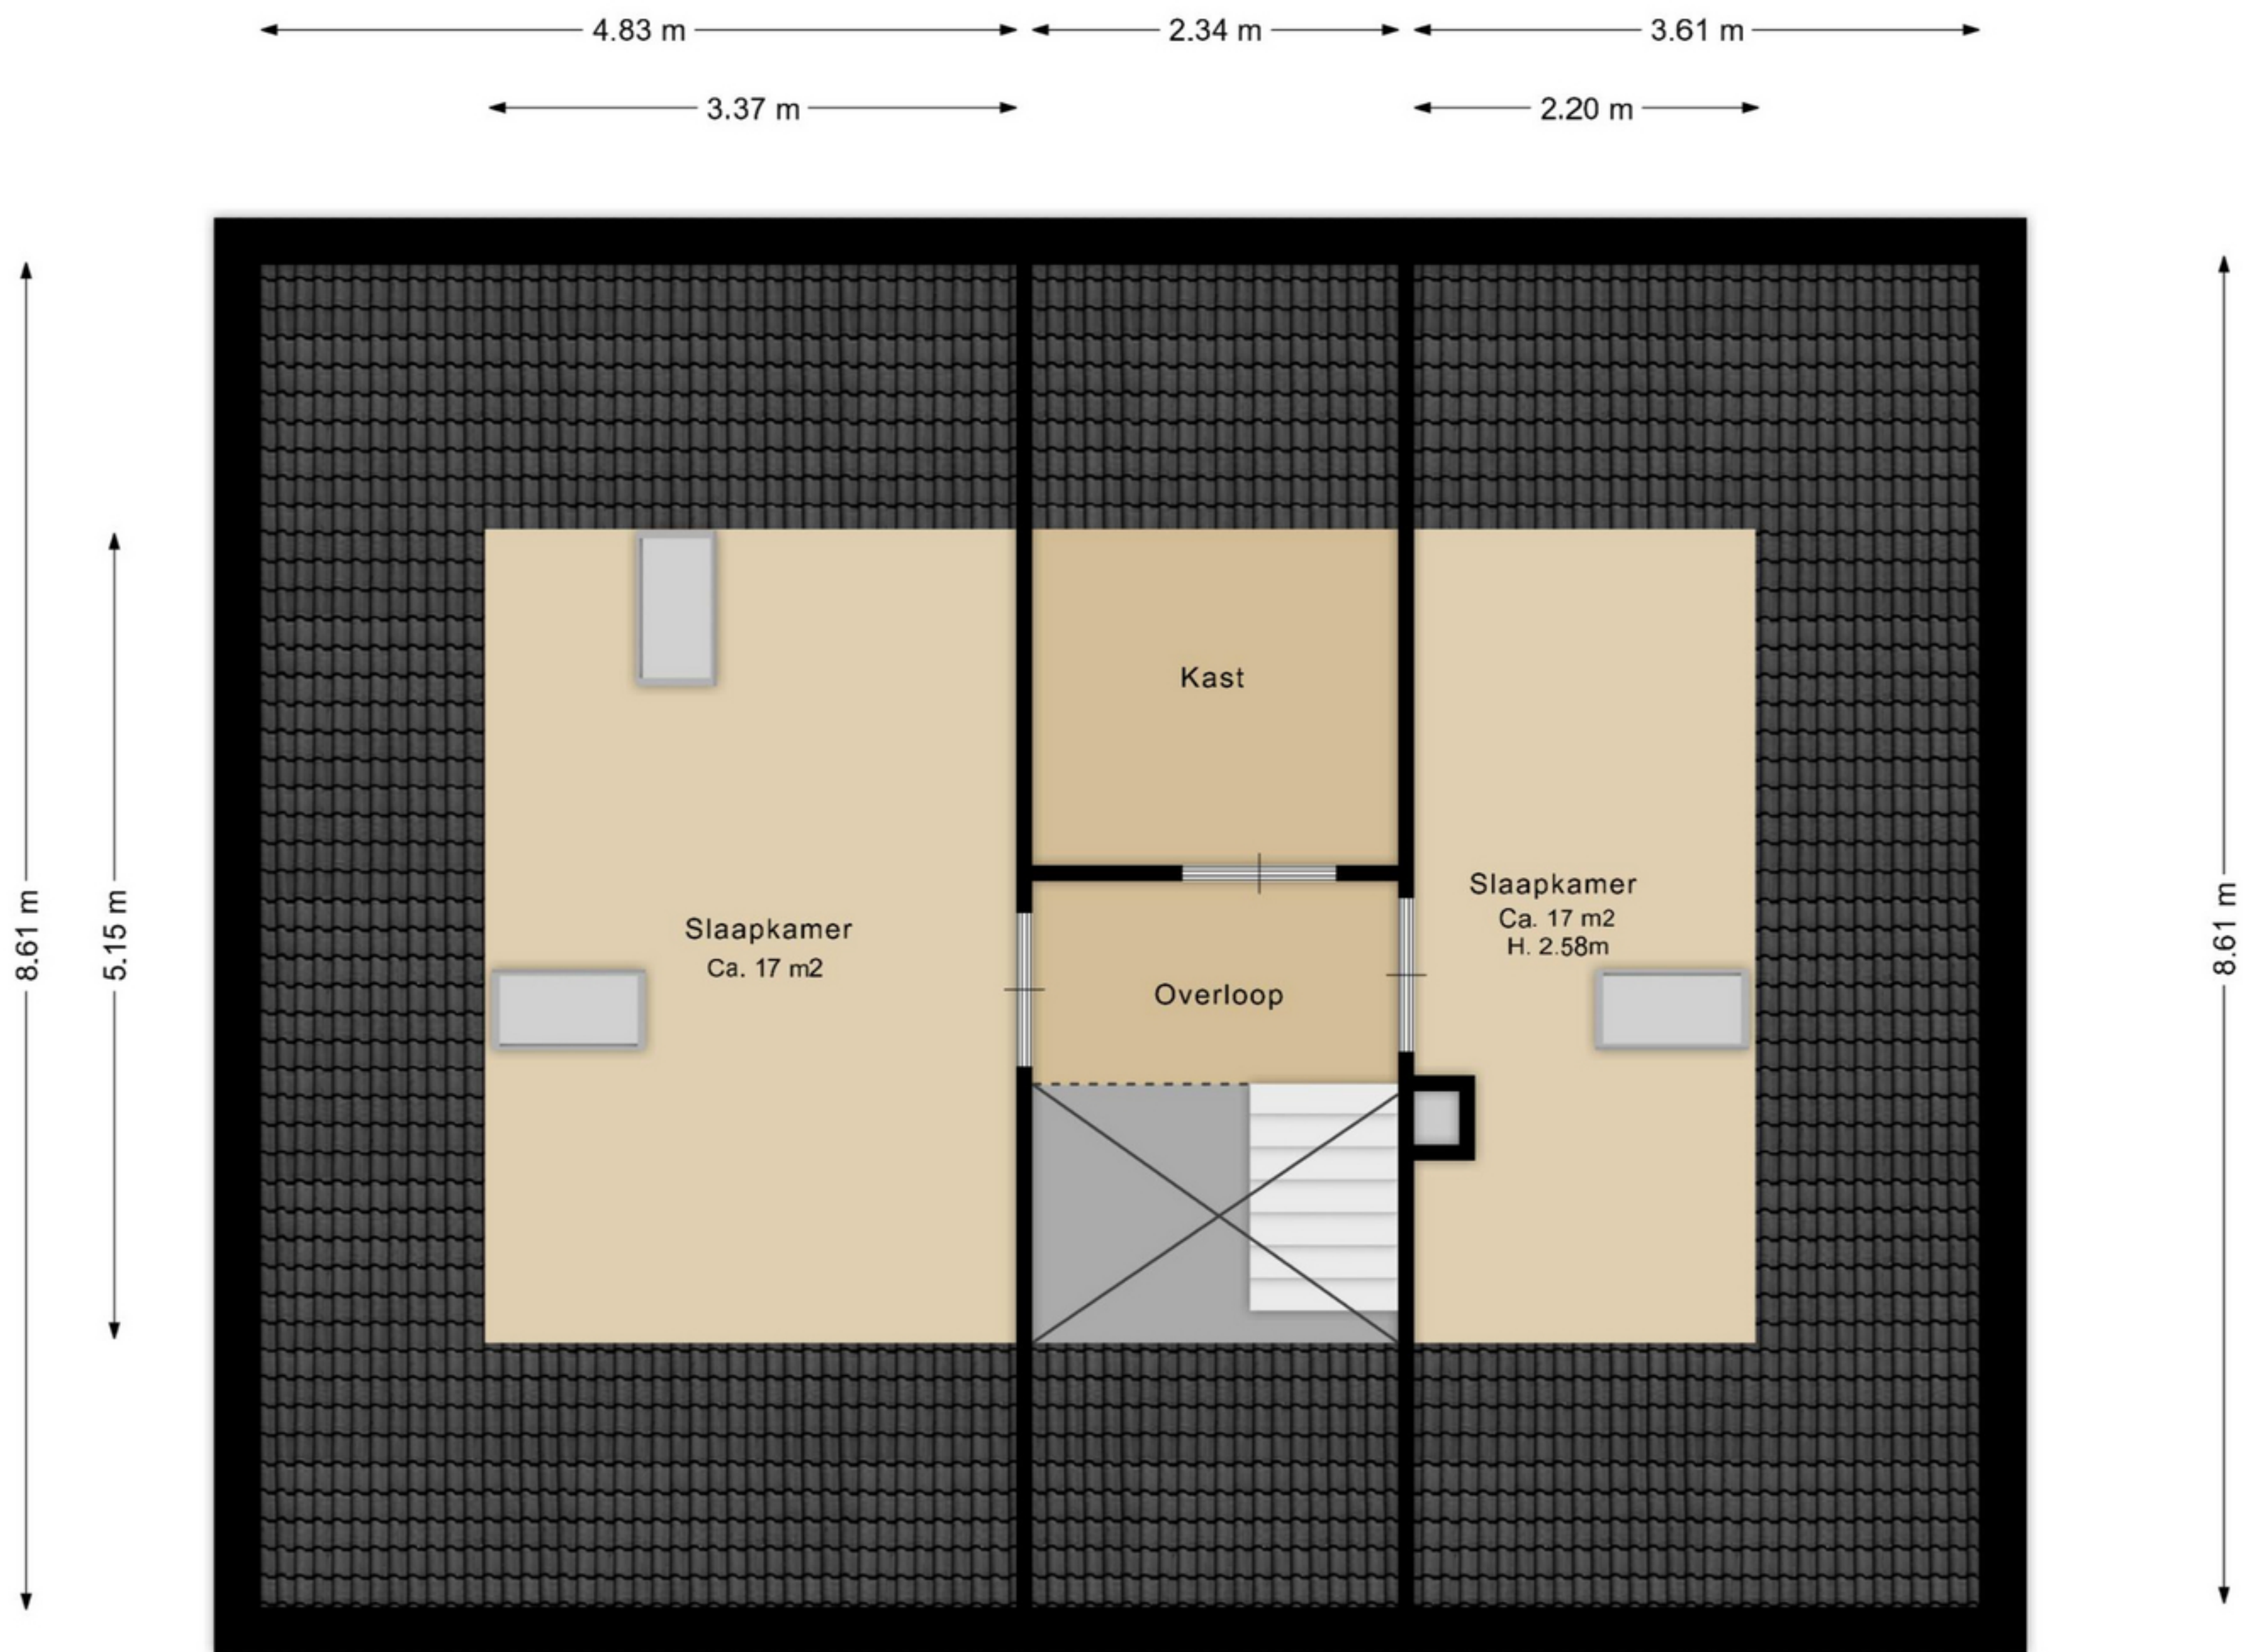 4.83 m
2.34 m
3.61 m
3.37 m
2.20 m
8.61 m
5.15 m
8.61 m
Kast
Slaapkamer
Ca. 17 m2
H. 2.58m
Slaapkamer
Ca. 17 m2
Overloop